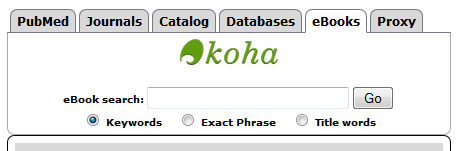 PubMed Journals Catalog Databases eBooks Proxy
koha
eBook search: Go
Keywords Exact Phrase Title words